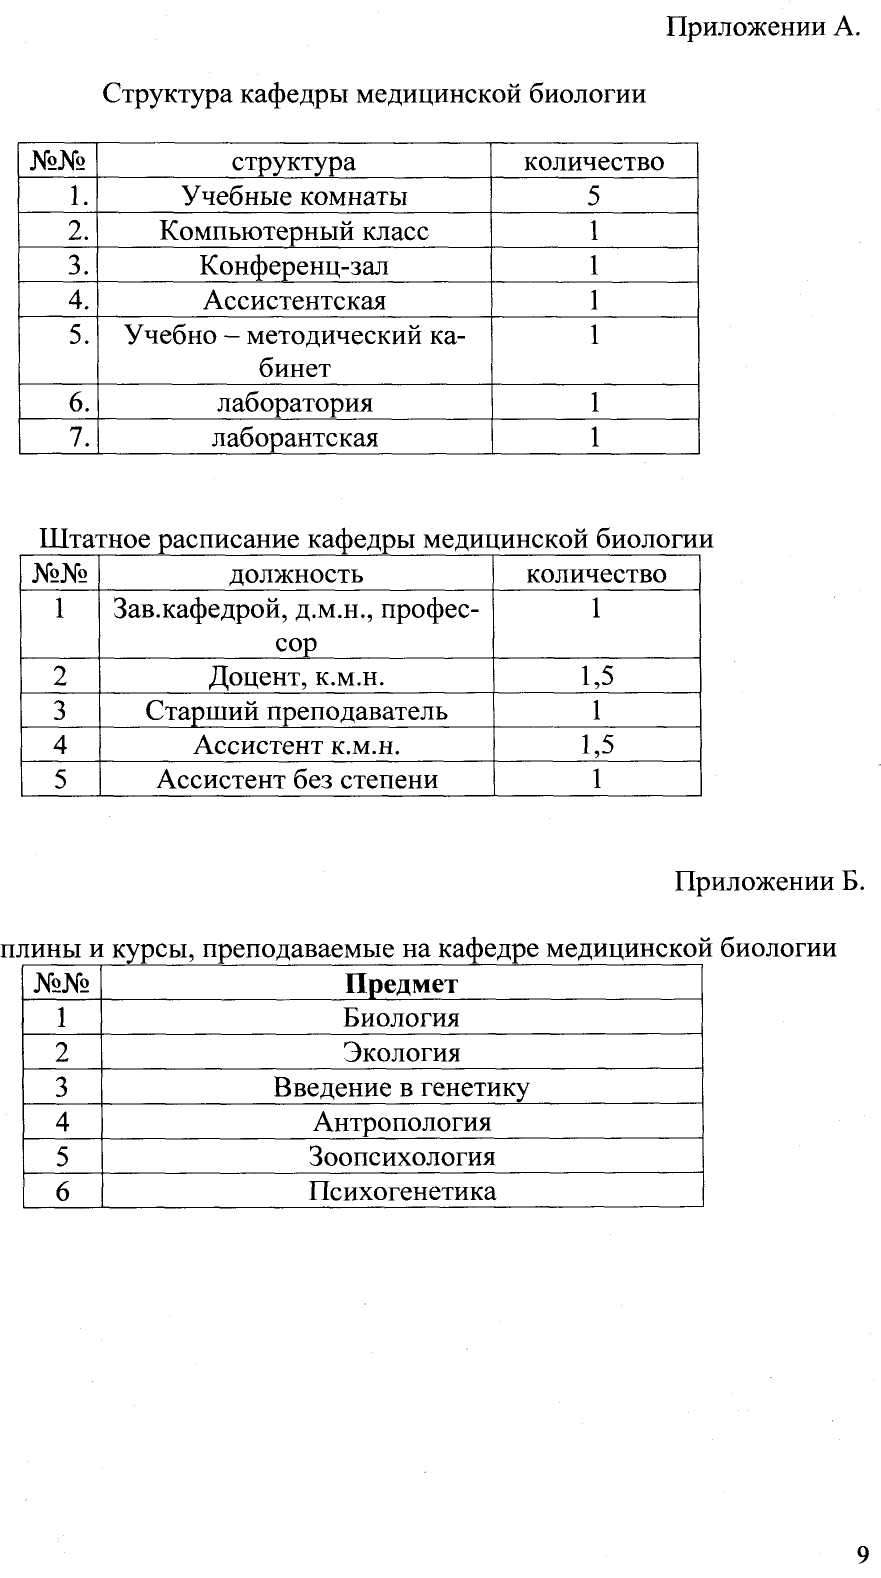 Приложении А.
Структура кафедры медицинской биологии
№№ структура количество
1. Учебные комнаты 5
2. Компьютерный класс 1
3. Конференц-зал 1
4. Ассистентская 1
5. Учебно – методический ка- 1
бинет
6. лаборатория 1
7. лаборантская 1
Штатное расписание кафедры медицинской биологии
№№ должность количество
1 Зав.кафедрой, д.м.н., профес- 1
сор
2 Доцент, к.м.н. 1,5
3 Старший преподаватель 1
4 Ассистент к.м.н. 1,5
5 Ассистент без степени 1
Приложении Б.
плины и курсы, преподаваемые на кафедре медицинской биологии
№№ Предмет
1 Биология
2 Экология
3 Введение в генетику
4 Антропология
5 Зоопсихология
6 Психогенетика
9